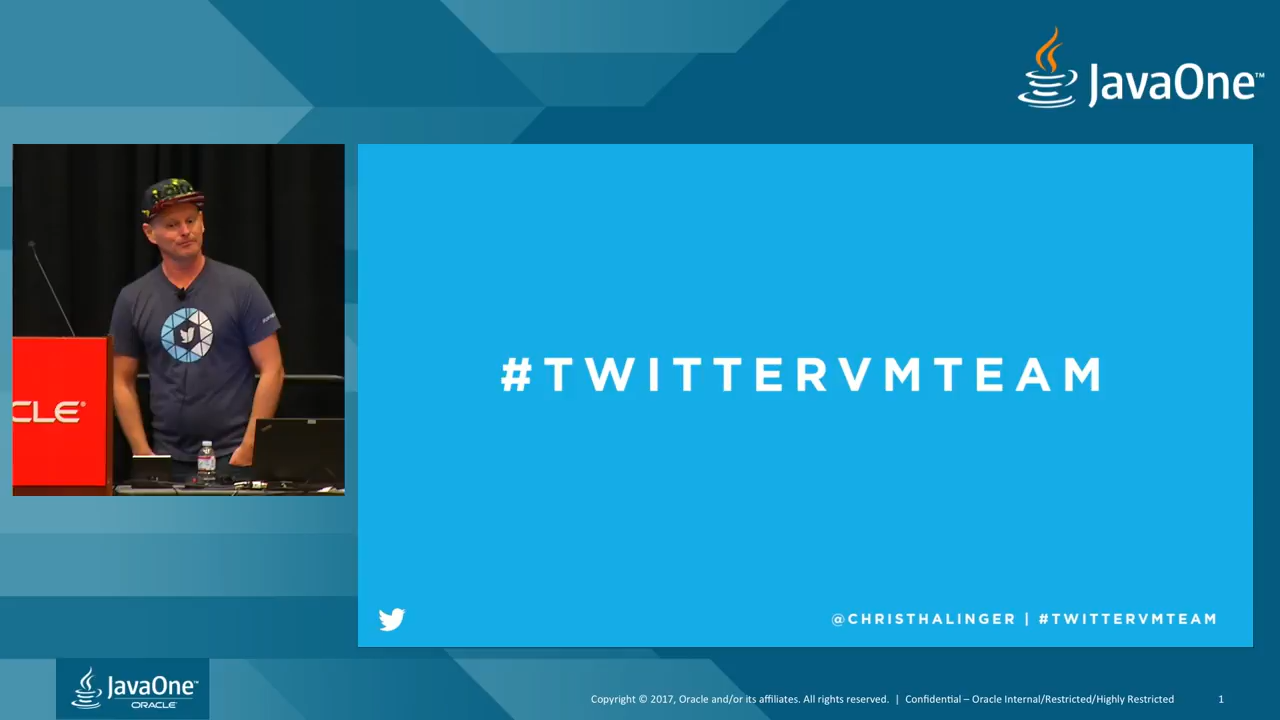 JavaOne™
CLE®
#TWITTERVMTEAM
@CHRISTHALINGER | #TWITTERVMTEAM
JavaOne™
ORACLE®
Copyright © 2017, Oracle and/or its affiliates. All rights reserved. | Confidential – Oracle Internal/Restricted/Highly Restricted 1